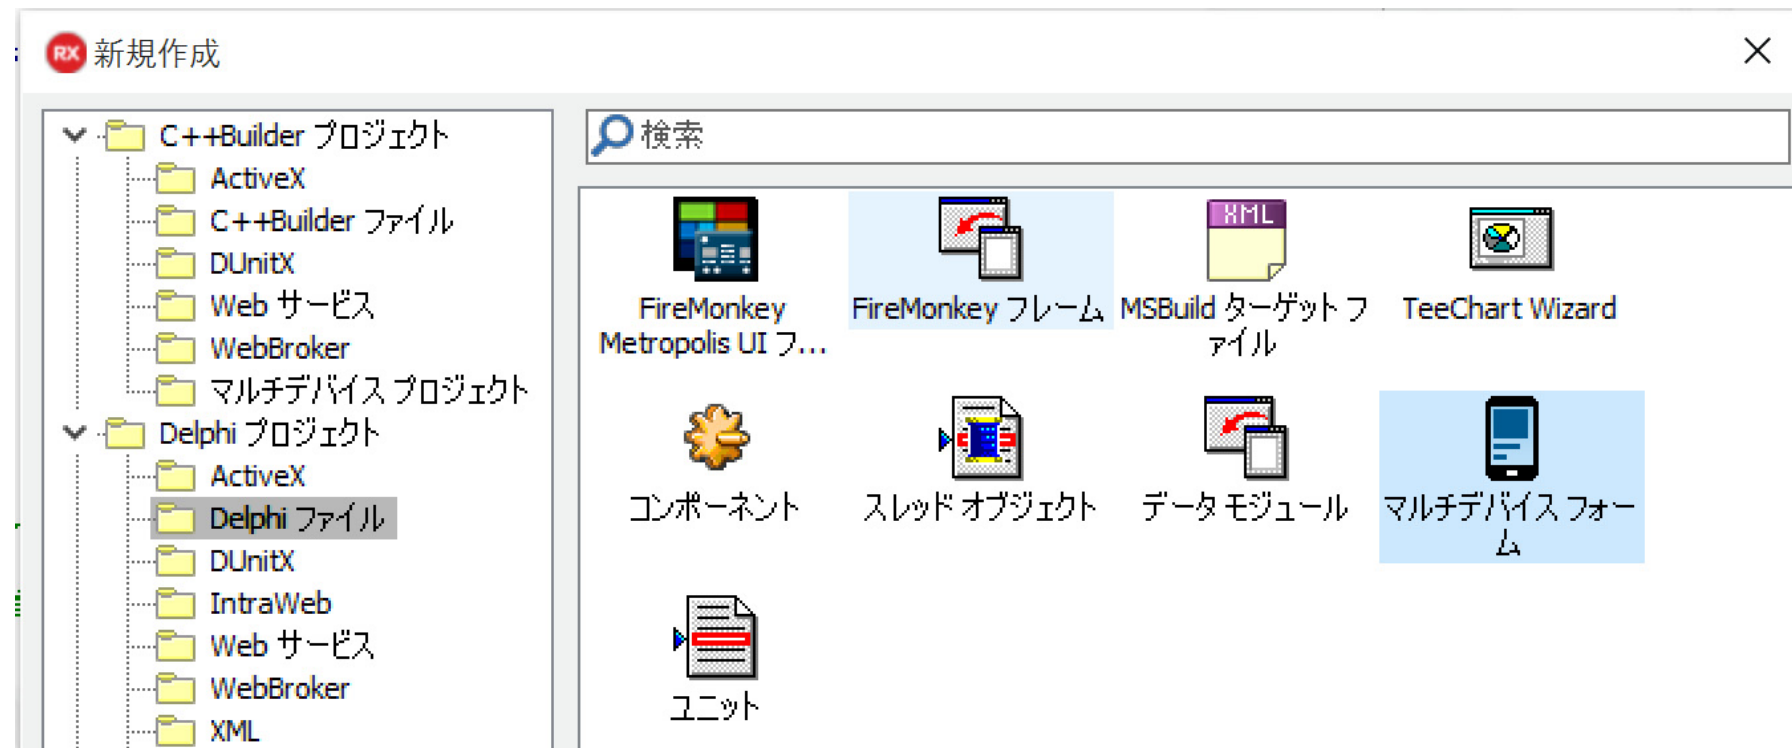 RX 新規作成
C++Builder プロジェクト
ActiveX
C++Builder ファイル
DUnitX
Web サービス
WebBroker
マルチデバイス プロジェクト
Delphi プロジェクト
ActiveX
Delphi ファイル
DUnitX
IntraWeb
Web サービス
WebBroker
XML
検索
FireMonkey
Metropolis UI フ...
FireMonkey フレーム
XML
MSBuild ターゲット フ
ァイル
TeeChart Wizard
コンポーネント
スレッド オブジェクト
データ モジュール
マルチデバイス フォー
ム
ユニット